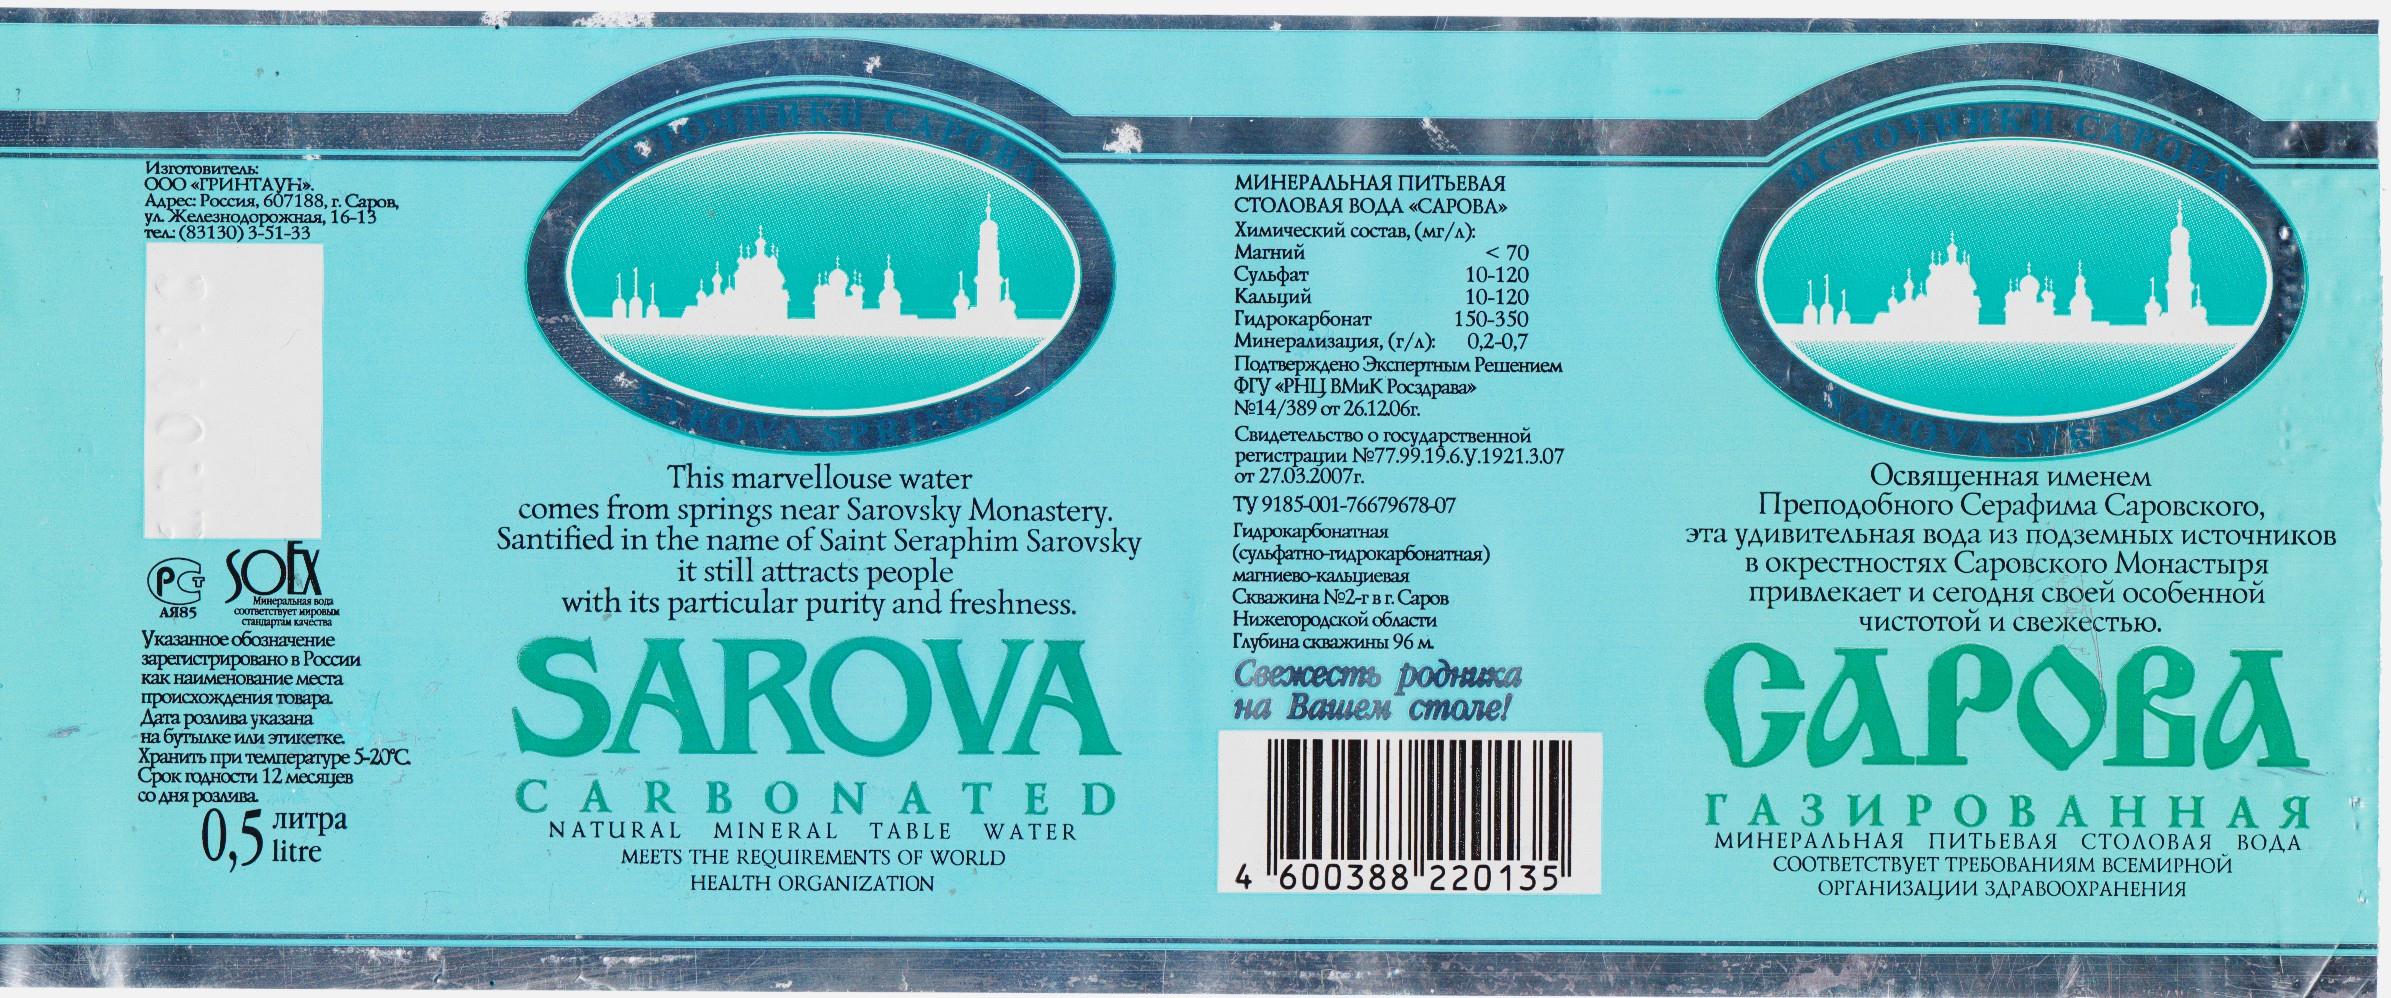 Изготовитель:
ООО «ГРИНТАУН».
Адрес: Россия, 607188, г. Саров,
ул. Железнодорожная, 16-13
тел.: (83130) 3-51-33
РСТ
АЯ85
SOEX
Минеральная вода
соответствует мировым
стандартам качества
Указанное обозначение
зарегистрировано в России
как наименование места
происхождения товара.
Дата розлива указана
на бутылке или этикетке.
Хранить при температуре 5-20°С.
Срок годности 12 месяцев
со дня розлива.
0,5 литра
litre
ИСТОЧНИКИ САРОВА
SAROVA SPRINGS
This marvellouse water
comes from springs near Sarovsky Monastery.
Santified in the name of Saint Seraphim Sarovsky
it still attracts people
with its particular purity and freshness.
SAROVA
CARBONATED
NATURAL MINERAL TABLE WATER
MEETS THE REQUIREMENTS OF WORLD
HEALTH ORGANIZATION
МИНЕРАЛЬНАЯ ПИТЬЕВАЯ
СТОЛОВАЯ ВОДА «САРОВА»
Химический состав, (мг/л):
Магний < 70
Сульфат 10-120
Кальций 10-120
Гидрокарбонат 150-350
Минерализация, (г/л): 0,2-0,7
Подтверждено Экспертным Решением
ФГУ «РНЦ ВМиК Росздрава»
№14/389 от 26.12.06г.
Свидетельство о государственной
регистрации №77.99.19.6.У.1921.3.07
от 27.03.2007г.
ТУ 9185-001-76679678-07
Гидрокарбонатная
(сульфатно-гидрокарбонатная)
магниево-кальциевая
Скважина №2-г в г. Саров
Нижегородской области
Глубина скважины 96 м.
Свежесть родника
на Вашем столе!
4 600388 220135
ИСТОЧНИКИ САРОВА
SAROVA SPRINGS
Освященная именем
Преподобного Серафима Саровского,
эта удивительная вода из подземных источников
в окрестностях Саровского Монастыря
привлекает и сегодня своей особенной
чистотой и свежестью.
САРОВА
ГАЗИРОВАННАЯ
МИНЕРАЛЬНАЯ ПИТЬЕВАЯ СТОЛОВАЯ ВОДА
СООТВЕТСТВУЕТ ТРЕБОВАНИЯМ ВСЕМИРНОЙ
ОРГАНИЗАЦИИ ЗДРАВООХРАНЕНИЯ